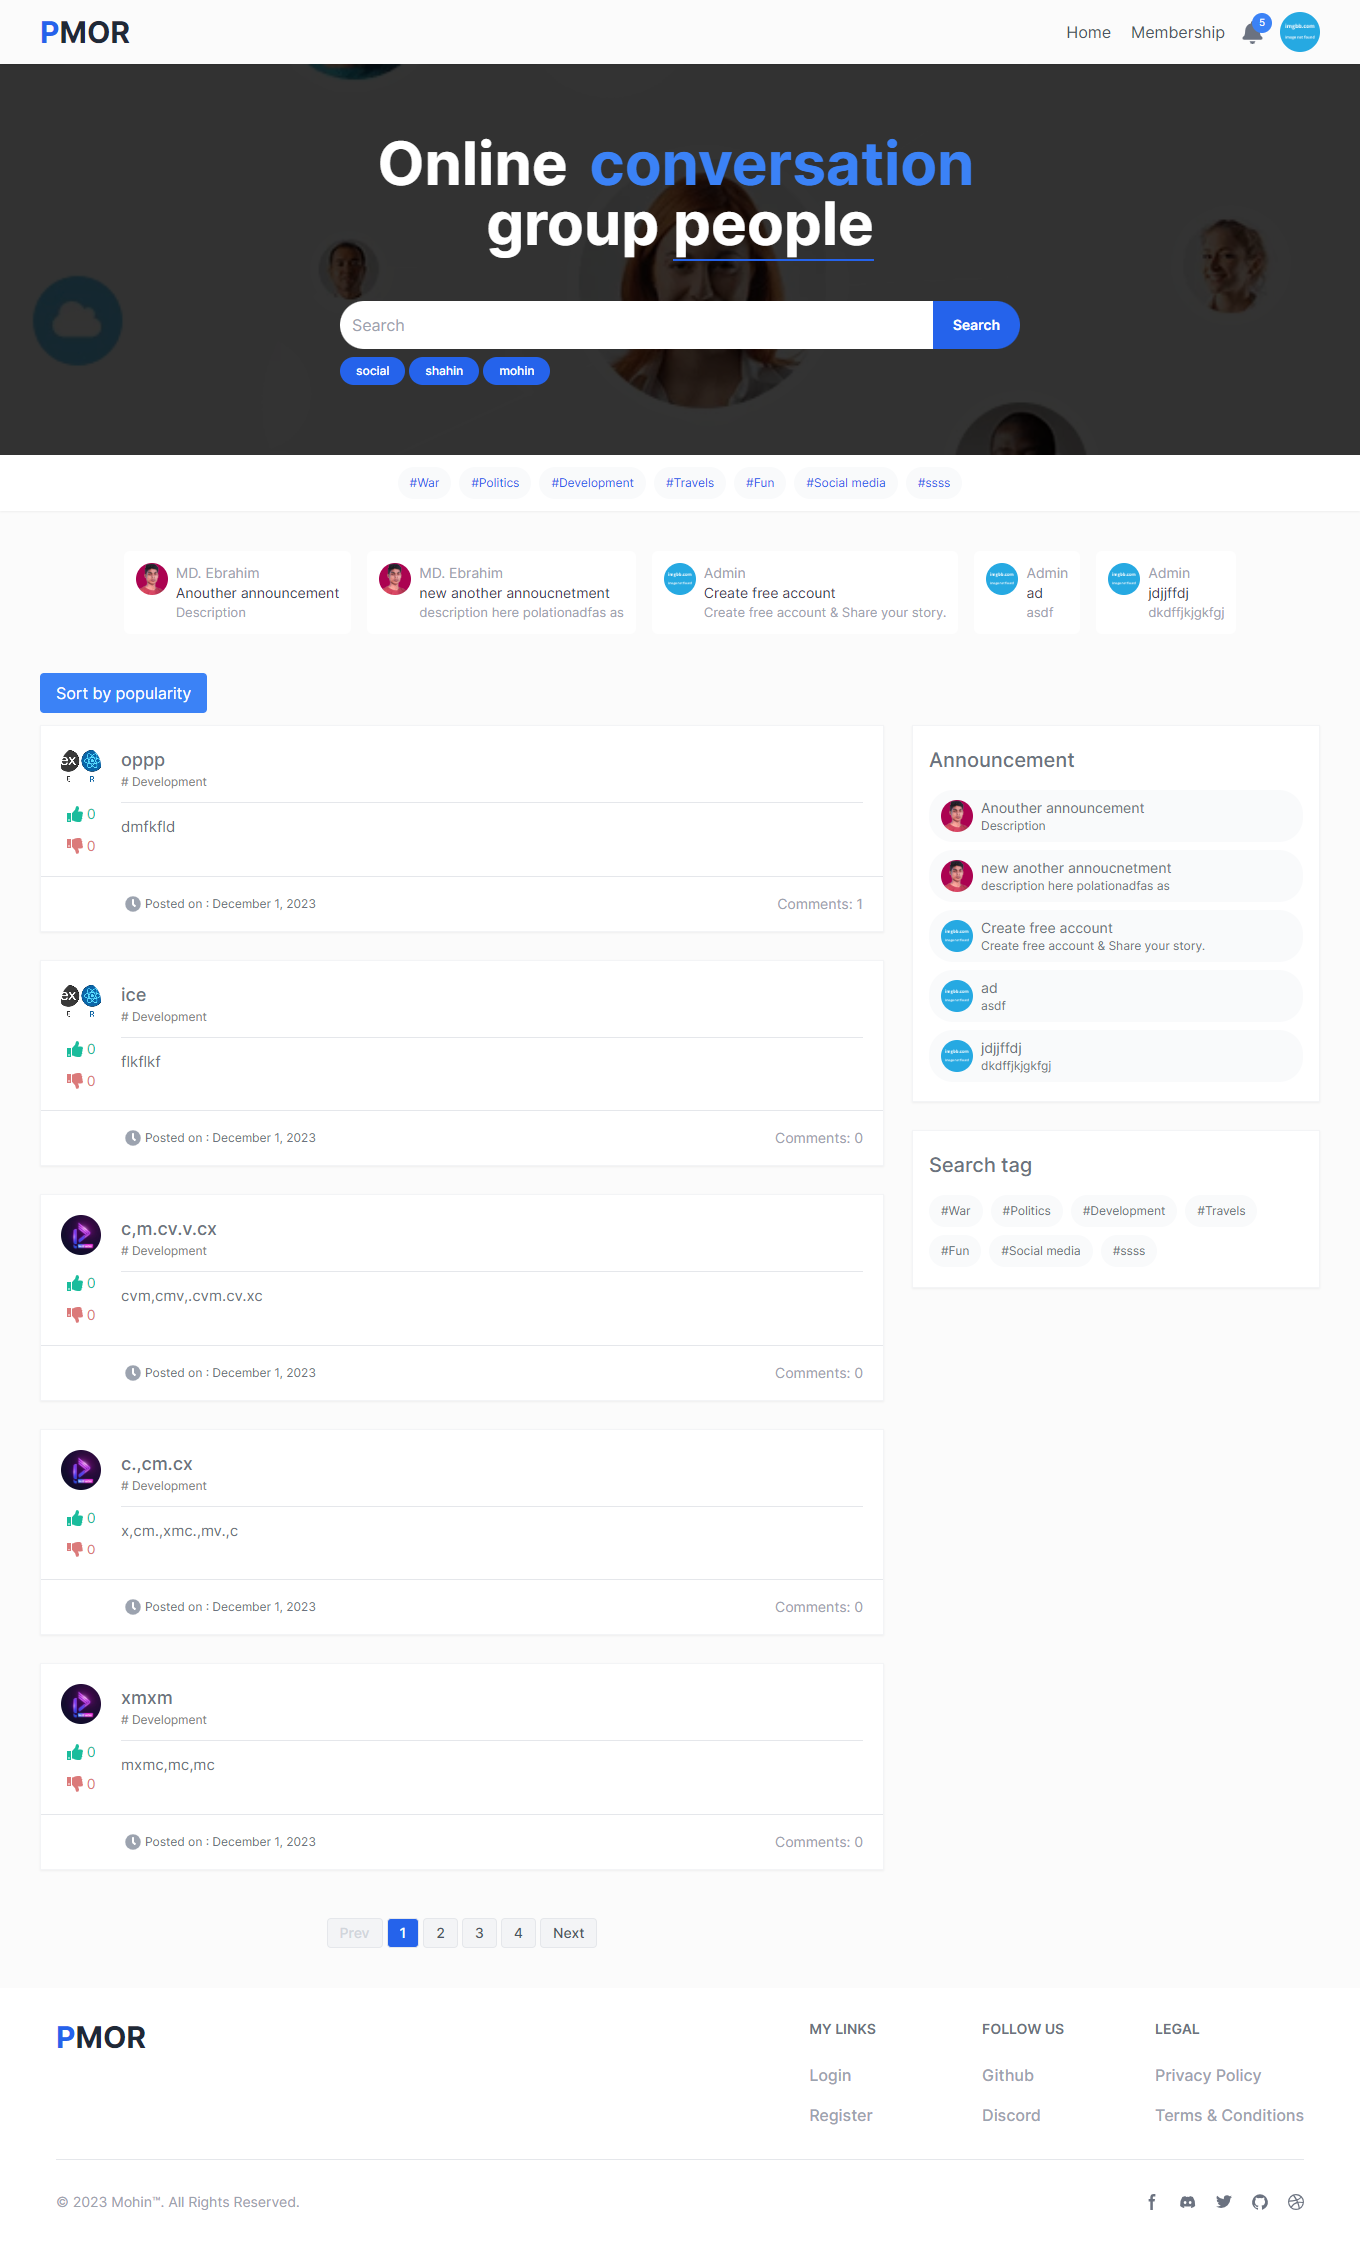 PMOR
Home Membership 5
Online conversation
group people
Search Search
social shahin mohin
#War #Politics #Development #Travels #Fun #Social media #ssss
MD. Ebrahim
Anouther announcement
Description
MD. Ebrahim
new another annoucnetment
description here polationadfas as
Admin
Create free account
Create free account & Share your story.
Admin
ad
asdf
Admin
jdjjffdj
dkdffjkjgkfgj
Sort by popularity
oppp
# Development
0
dmfkfld
0
Posted on : December 1, 2023 Comments: 1
ice
# Development
0
flkflkf
0
Posted on : December 1, 2023 Comments: 0
c,m.cv.v.cx
# Development
0
cvm,cmv,.cvm.cv.xc
0
Posted on : December 1, 2023 Comments: 0
c.,cm.cx
# Development
0
x,cm.,xmc.,mv.,c
0
Posted on : December 1, 2023 Comments: 0
xmxm
# Development
0
mxmc,mc,mc
0
Posted on : December 1, 2023 Comments: 0
Prev 1 2 3 4 Next
Announcement
Anouther announcement
Description
new another annoucnetment
description here polationadfas as
Create free account
Create free account & Share your story.
ad
asdf
jdjjffdj
dkdffjkjgkfgj
Search tag
#War #Politics #Development #Travels
#Fun #Social media #ssss
PMOR
MY LINKS
Login
Register
FOLLOW US
Github
Discord
LEGAL
Privacy Policy
Terms & Conditions
© 2023 Mohin™. All Rights Reserved.